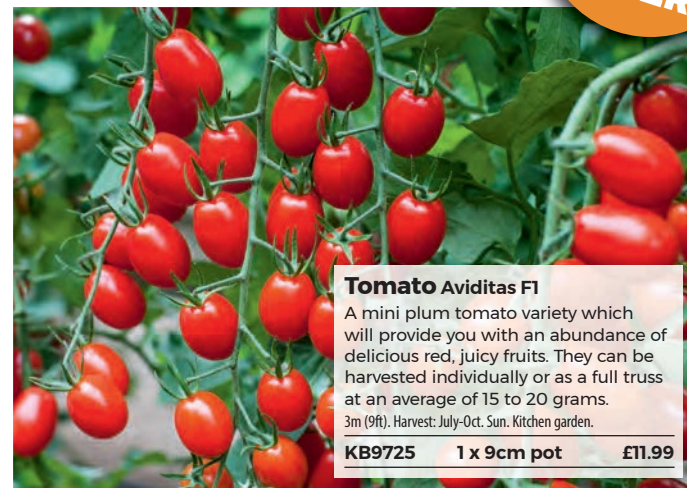 Tomato Aviditas F1
A mini plum tomato variety which
will provide you with an abundance of
delicious red, juicy fruits. They can be
harvested individually or as a full truss
at an average of 15 to 20 grams.
3m (9ft). Harvest: July-Oct. Sun. Kitchen garden.
KB9725 1 x 9cm pot £11.99